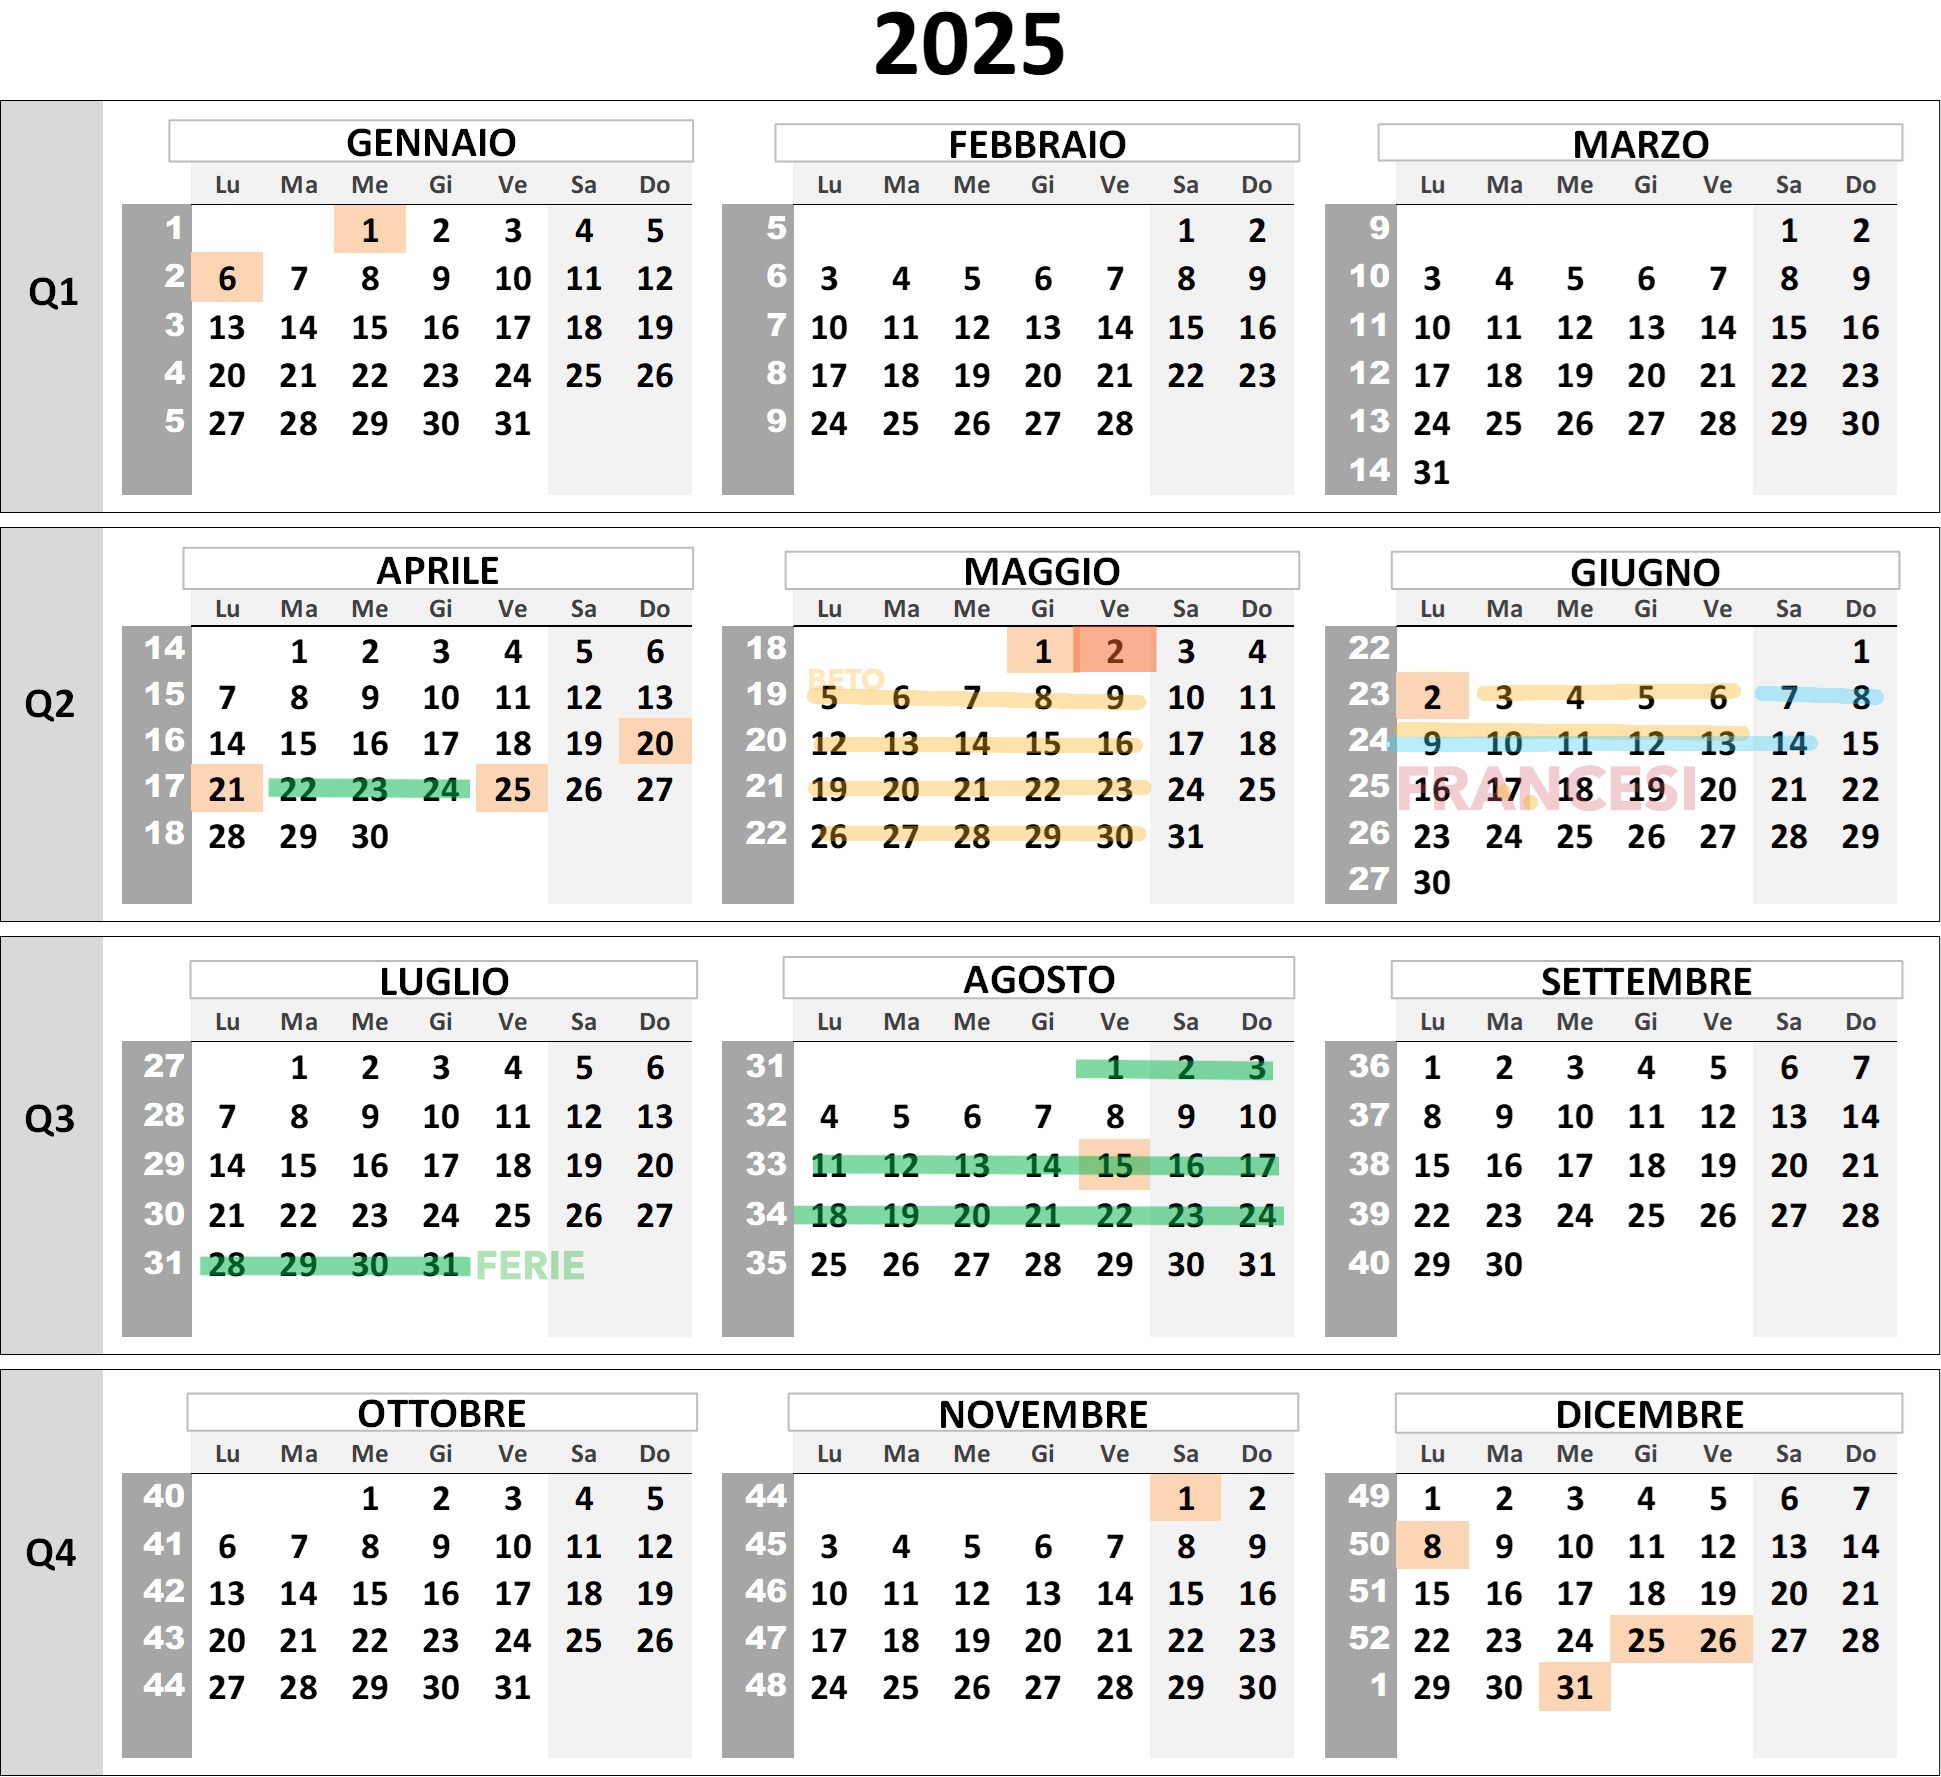 2025
Q1
GENNAIO
Lu Ma Me Gi Ve Sa Do
1 1 2 3 4 5
2 6 7 8 9 10 11 12
3 13 14 15 16 17 18 19
4 20 21 22 23 24 25 26
5 27 28 29 30 31
FEBBRAIO
Lu Ma Me Gi Ve Sa Do
5 1 2
6 3 4 5 6 7 8 9
7 10 11 12 13 14 15 16
8 17 18 19 20 21 22 23
9 24 25 26 27 28
MARZO
Lu Ma Me Gi Ve Sa Do
9 1 2
10 3 4 5 6 7 8 9
11 10 11 12 13 14 15 16
12 17 18 19 20 21 22 23
13 24 25 26 27 28 29 30
14 31
Q2
APRILE
Lu Ma Me Gi Ve Sa Do
14 1 2 3 4 5 6
15 7 8 9 10 11 12 13
16 14 15 16 17 18 19 20
17 21 22 23 24 25 26 27
18 28 29 30
MAGGIO
Lu Ma Me Gi Ve Sa Do
18 1 2 3 4
BETO
19 5 6 7 8 9 10 11
20 12 13 14 15 16 17 18
21 19 20 21 22 23 24 25
22 26 27 28 29 30 31
GIUGNO
Lu Ma Me Gi Ve Sa Do
22 1
23 2 3 4 5 6 7 8
24 9 10 11 12 13 14 15
FRANCESI
25 16 17 18 19 20 21 22
26 23 24 25 26 27 28 29
27 30
Q3
LUGLIO
Lu Ma Me Gi Ve Sa Do
27 1 2 3 4 5 6
28 7 8 9 10 11 12 13
29 14 15 16 17 18 19 20
30 21 22 23 24 25 26 27
31 28 29 30 31 FERIE
AGOSTO
Lu Ma Me Gi Ve Sa Do
31 1 2 3
32 4 5 6 7 8 9 10
33 11 12 13 14 15 16 17
34 18 19 20 21 22 23 24
35 25 26 27 28 29 30 31
SETTEMBRE
Lu Ma Me Gi Ve Sa Do
36 1 2 3 4 5 6 7
37 8 9 10 11 12 13 14
38 15 16 17 18 19 20 21
39 22 23 24 25 26 27 28
40 29 30
Q4
OTTOBRE
Lu Ma Me Gi Ve Sa Do
40 1 2 3 4 5
41 6 7 8 9 10 11 12
42 13 14 15 16 17 18 19
43 20 21 22 23 24 25 26
44 27 28 29 30 31
NOVEMBRE
Lu Ma Me Gi Ve Sa Do
44 1 2
45 3 4 5 6 7 8 9
46 10 11 12 13 14 15 16
47 17 18 19 20 21 22 23
48 24 25 26 27 28 29 30
DICEMBRE
Lu Ma Me Gi Ve Sa Do
49 1 2 3 4 5 6 7
50 8 9 10 11 12 13 14
51 15 16 17 18 19 20 21
52 22 23 24 25 26 27 28
1 29 30 31